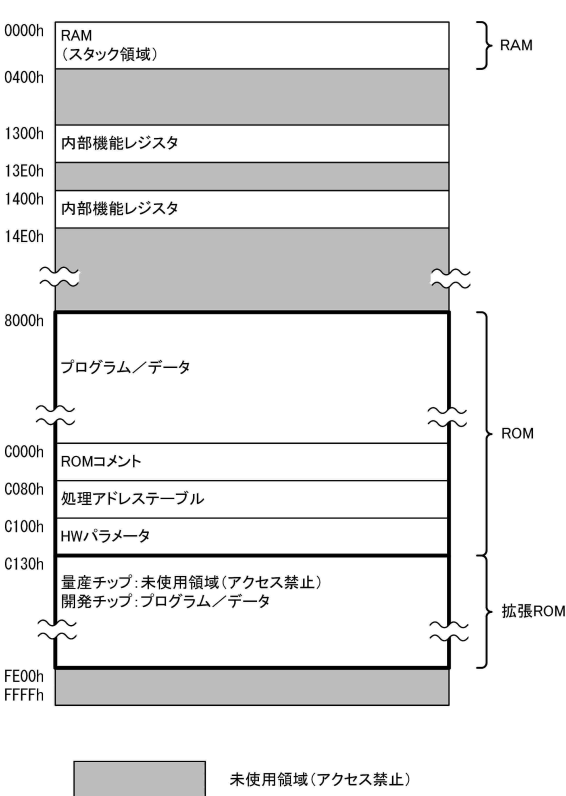 0000h
RAM
(スタック領域)
RAM
0400h
1300h
内部機能レジスタ
13E0h
1400h
内部機能レジスタ
14E0h
8000h
プログラム/データ
ROM
C000h
ROMコメント
C080h
処理アドレステーブル
C100h
HWパラメータ
C130h
量産チップ:未使用領域(アクセス禁止)
開発チップ:プログラム/データ
拡張ROM
FE00h
FFFFh
未使用領域(アクセス禁止)